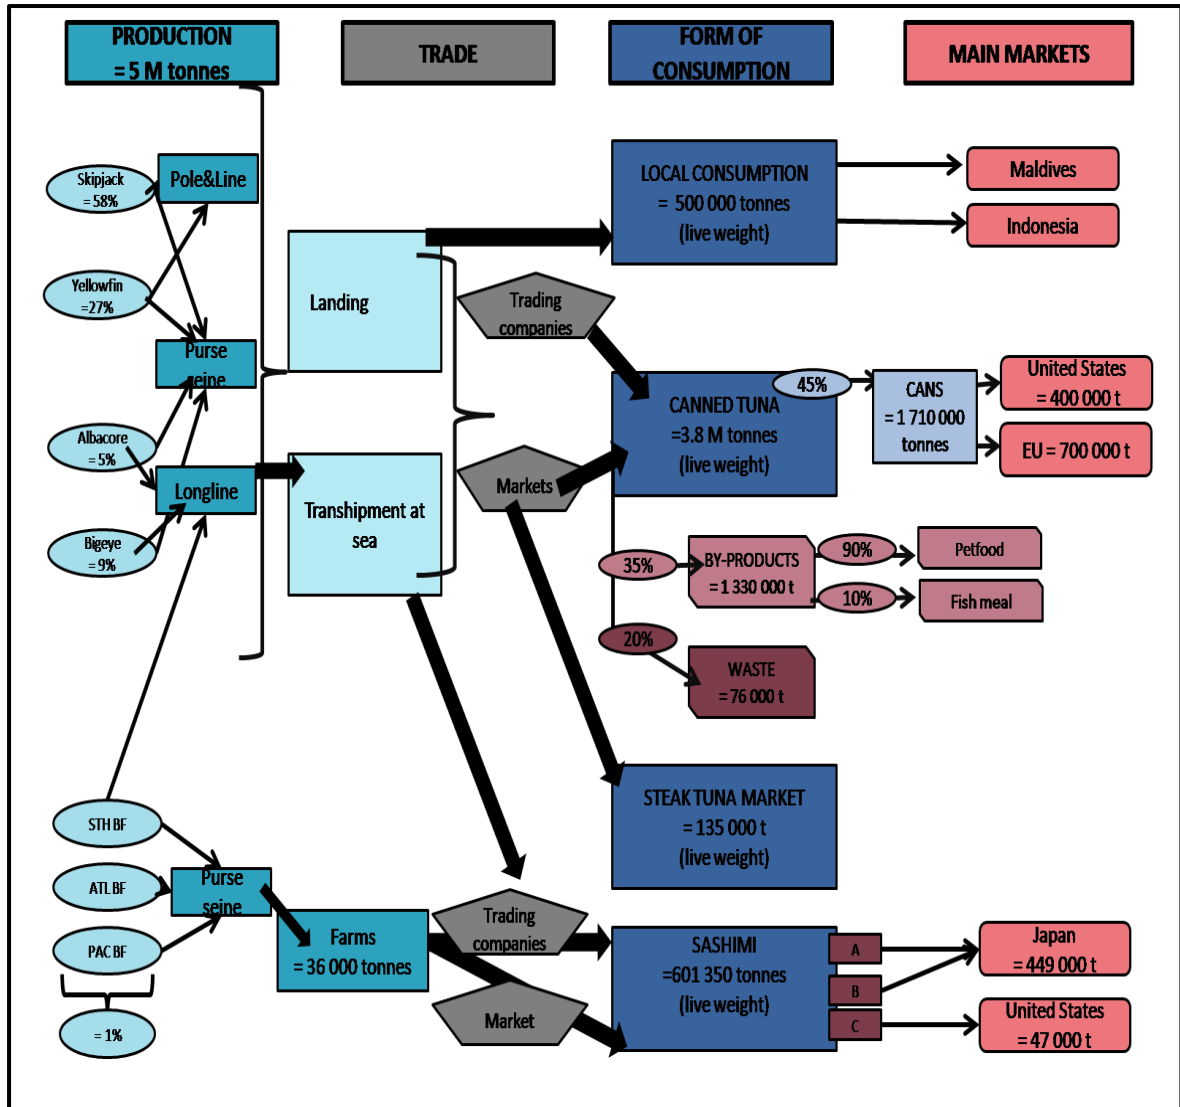 PRODUCTION
= 5 M tonnes
TRADE
FORM OF
CONSUMPTION
MAIN MARKETS
Skipjack
= 58%
Pole&Line
Yellowfin
=27%
Purse
seine
Albacore
= 5%
Longline
Bigeye
= 9%
STH BF
ATL BF
PAC BF
= 1%
Purse
seine
Farms
= 36 000 tonnes
Landing
Transhipment at
sea
Trading
companies
Markets
Trading
companies
Market
LOCAL CONSUMPTION
= 500 000 tonnes
(live weight)
Maldives
Indonesia
CANNED TUNA
=3.8 M tonnes
(live weight)
45%
CANS
= 1 710 000
tonnes
United States
= 400 000 t
EU = 700 000 t
35%
BY-PRODUCTS
= 1 330 000 t
90%
Petfood
10%
Fish meal
20%
WASTE
= 76 000 t
STEAK TUNA MARKET
= 135 000 t
(live weight)
SASHIMI
=601 350 tonnes
(live weight)
A
B
C
Japan
= 449 000 t
United States
= 47 000 t